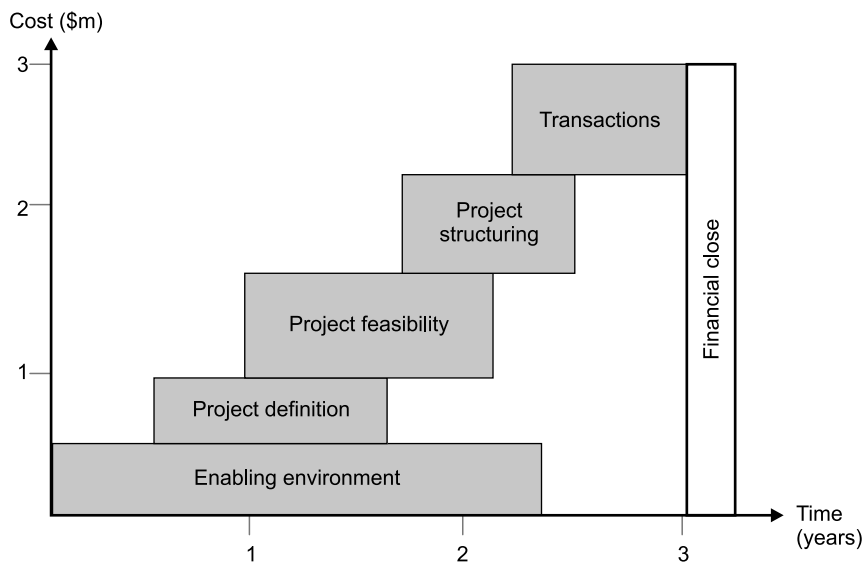 Cost ($m)
3
Transactions
2
Project
structuring
Financial close
Project feasibility
1
Project definition
Enabling environment
1
2
3
Time
(years)